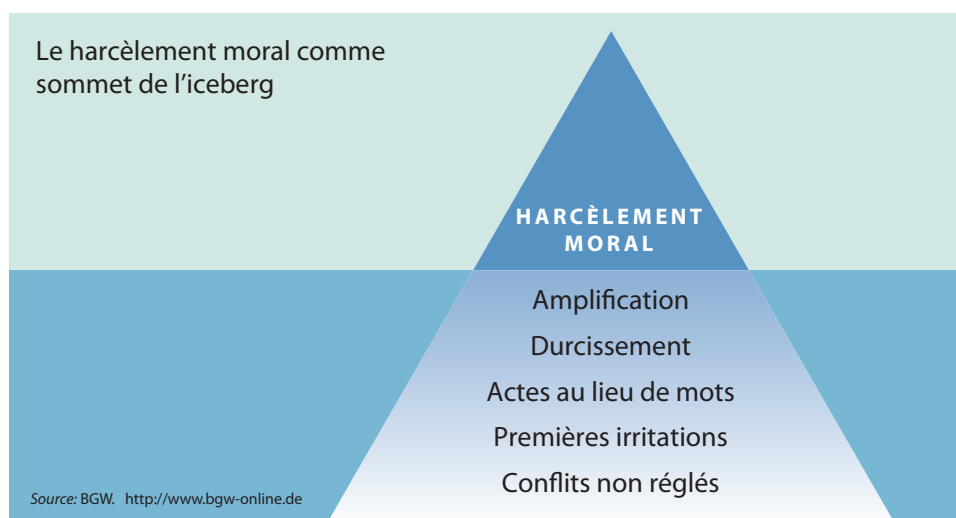 Le harcèlement moral comme
sommet de l’iceberg
HARCÈLEMENT
MORAL
Amplification
Durcissement
Actes au lieu de mots
Premières irritations
Conflits non réglés
Source: BGW. http://www.bgw-online.de